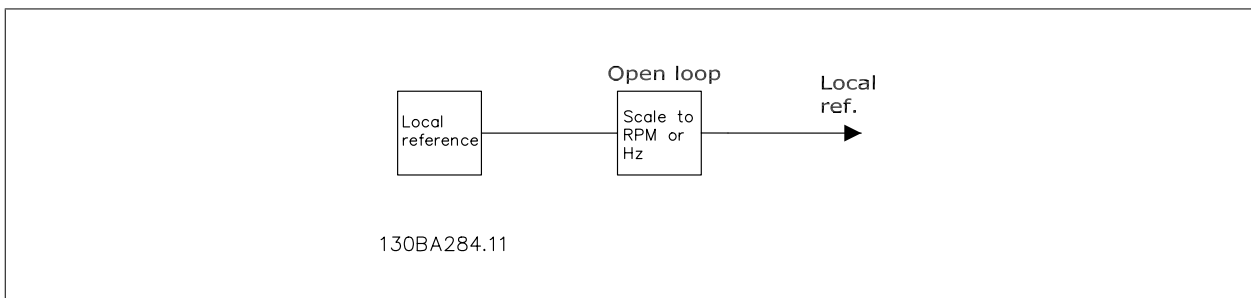 Open loop
Local
ref.
Local
reference
Scale to
RPM or
Hz
130BA284.11